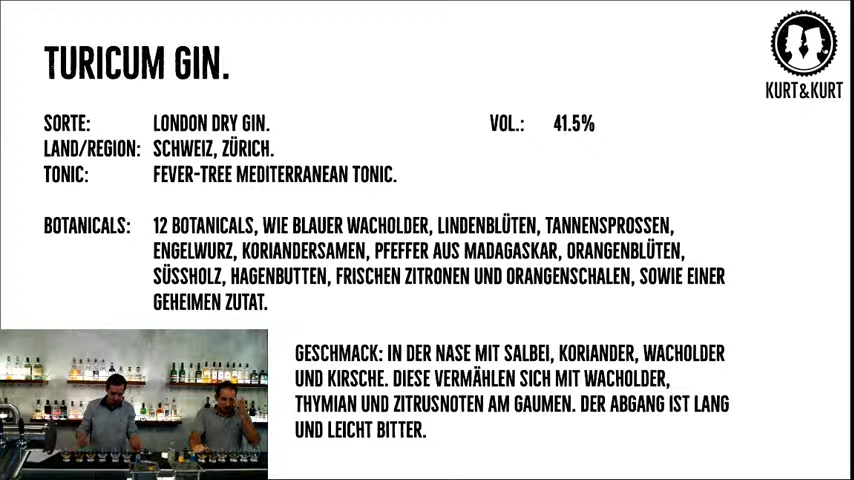 TURICUM GIN.
KURT&KURT
SORTE: LONDON DRY GIN. VOL.: 41.5%
LAND/REGION: SCHWEIZ, ZÜRICH.
TONIC: FEVER-TREE MEDITERRANEAN TONIC.
BOTANICALS: 12 BOTANICALS, WIE BLAUER WACHOLDER, LINDENBLÜTEN, TANNENSPROSSEN,
ENGELWURZ, KORIANDERSAMEN, PFEFFER AUS MADAGASKAR, ORANGENBLÜTEN,
SÜSSHOLZ, HAGENBUTTEN, FRISCHEN ZITRONEN UND ORANGENSCHALEN, SOWIE EINER
GEHEIMEN ZUTAT.
GESCHMACK: IN DER NASE MIT SALBEI, KORIANDER, WACHOLDER
UND KIRSCHE. DIESE VERMÄHLEN SICH MIT WACHOLDER,
THYMIAN UND ZITRUSNOTEN AM GAUMEN. DER ABGANG IST LANG
UND LEICHT BITTER.